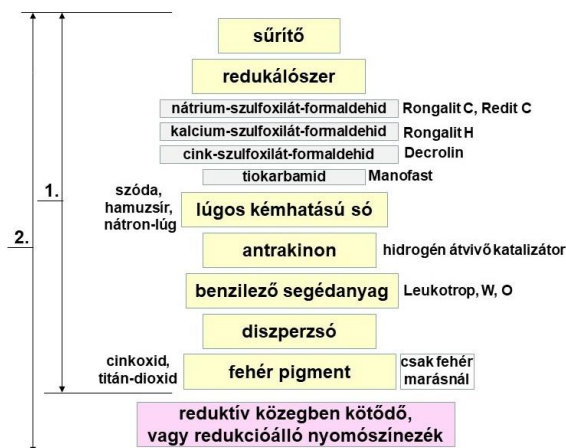 sűrítő
redukálószer
nátrium-szulfoxilát-formaldehid Rongalit C, Redit C
kalcium-szulfoxilát-formaldehid Rongalit H
cink-szulfoxilát-formaldehid Decrolin
tiokarbamid Manofast
1.
szóda,
hamuzsír,
nátron-lúg
lúgos kémhatású só
2.
antrakinon hidrogén átvivő katalizátor
benzilező segédanyag Leukotrop, W, O
diszperzsó
cinkoxid,
titán-dioxid
fehér pigment
csak fehér
marásnál
reduktív közegben kötődő,
vagy redukcióálló nyomószínezék